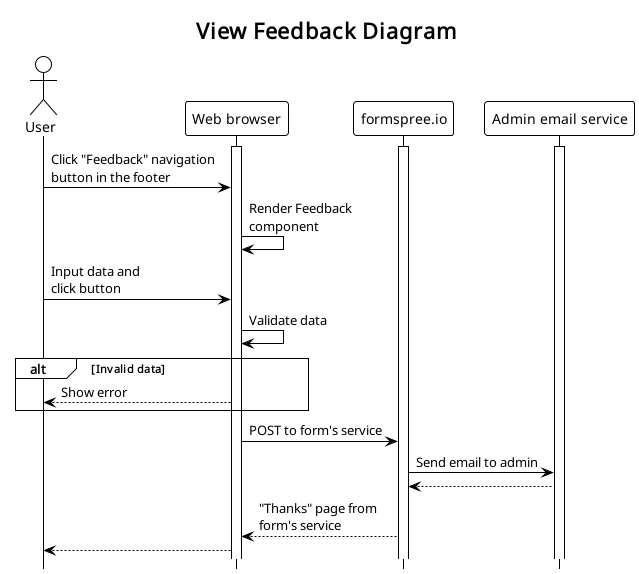 View Feedback Diagram
User
Web browser
formspree.io
Admin email service
Click "Feedback" navigation
button in the footer
Render Feedback
component
Input data and
click button
Validate data
alt
[Invalid data]
Show error
POST to form's service
Send email to admin
"Thanks" page from
form's service